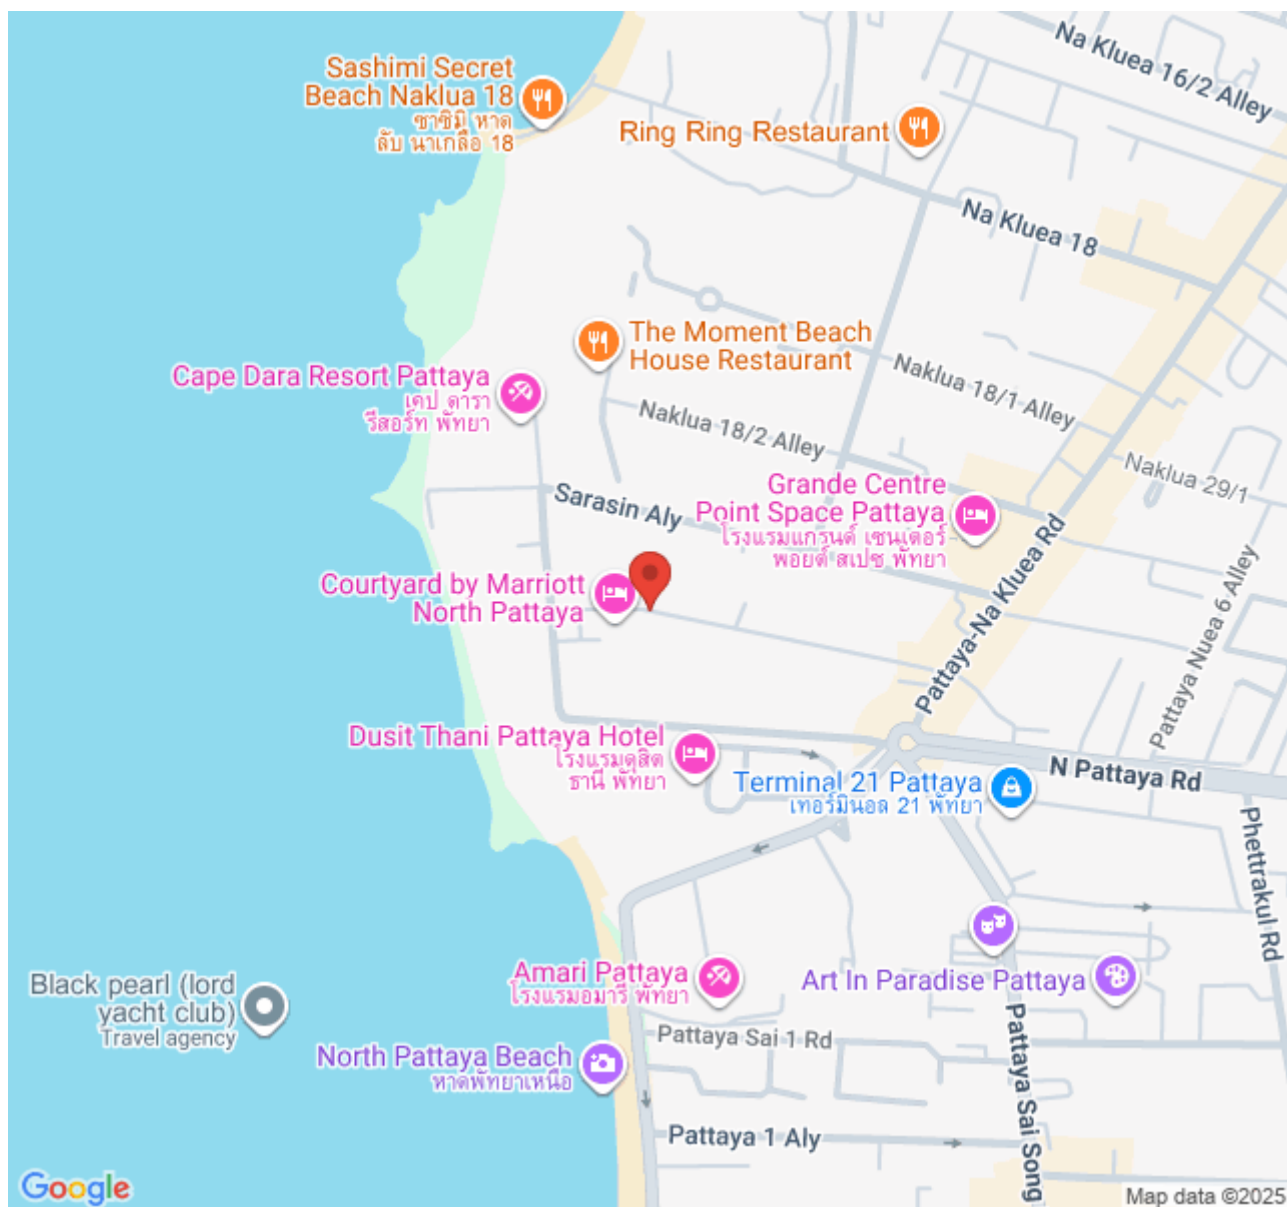 Na Kluea 16/2 Alley
Sashimi Secret
Beach Naklua 18
ซาซิมิ หาด
ลับ นาเกลือ 18
Ring Ring Restaurant
Na Kluea 18
The Moment Beach
House Restaurant
Cape Dara Resort Pattaya
เคป ดารา
รีสอร์ท พัทยา
Naklua 18/1 Alley
Naklua 18/2 Alley
Naklua 29/1
Sarasin Aly
Grande Centre
Point Space Pattaya
โรงแรมแกรนด์ เซนเตอร์
พอยต์ สเปซ พัทยา
Courtyard by Marriott
North Pattaya
Pattaya-Na Kluea Rd
Pattaya Nuea 6 Alley
Dusit Thani Pattaya Hotel
โรงแรมดุสิต
ธานี พัทยา
Terminal 21 Pattaya
เทอร์มินอล 21 พัทยา
N Pattaya Rd
Phettrakul Rd
Amari Pattaya
โรงแรมอมารี พัทยา
Art In Paradise Pattaya
Black pearl (lord
yacht club)
Travel agency
Pattaya Sai 1 Rd
North Pattaya Beach
หาดพัทยาเหนือ
Pattaya Sai Song
Pattaya 1 Aly
Google
Map data ©2025